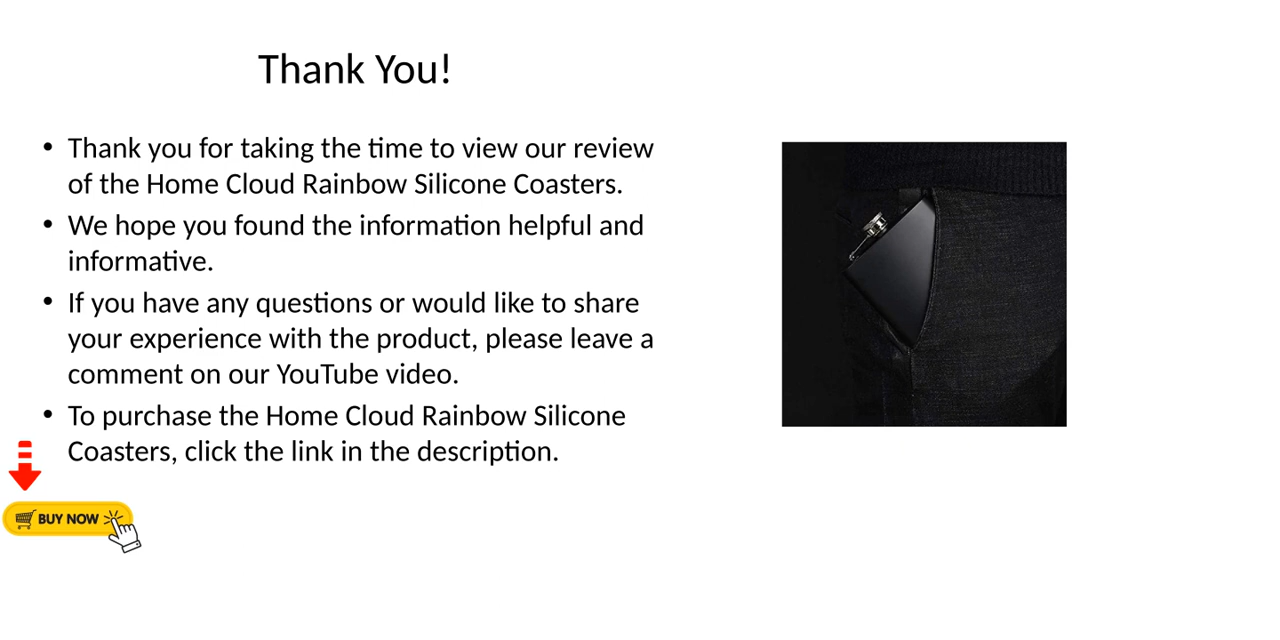 Thank You!
• Thank you for taking the time to view our review
of the Home Cloud Rainbow Silicone Coasters.
• We hope you found the information helpful and
informative.
• If you have any questions or would like to share
your experience with the product, please leave a
comment on our YouTube video.
• To purchase the Home Cloud Rainbow Silicone
Coasters, click the link in the description.
BUY NOW